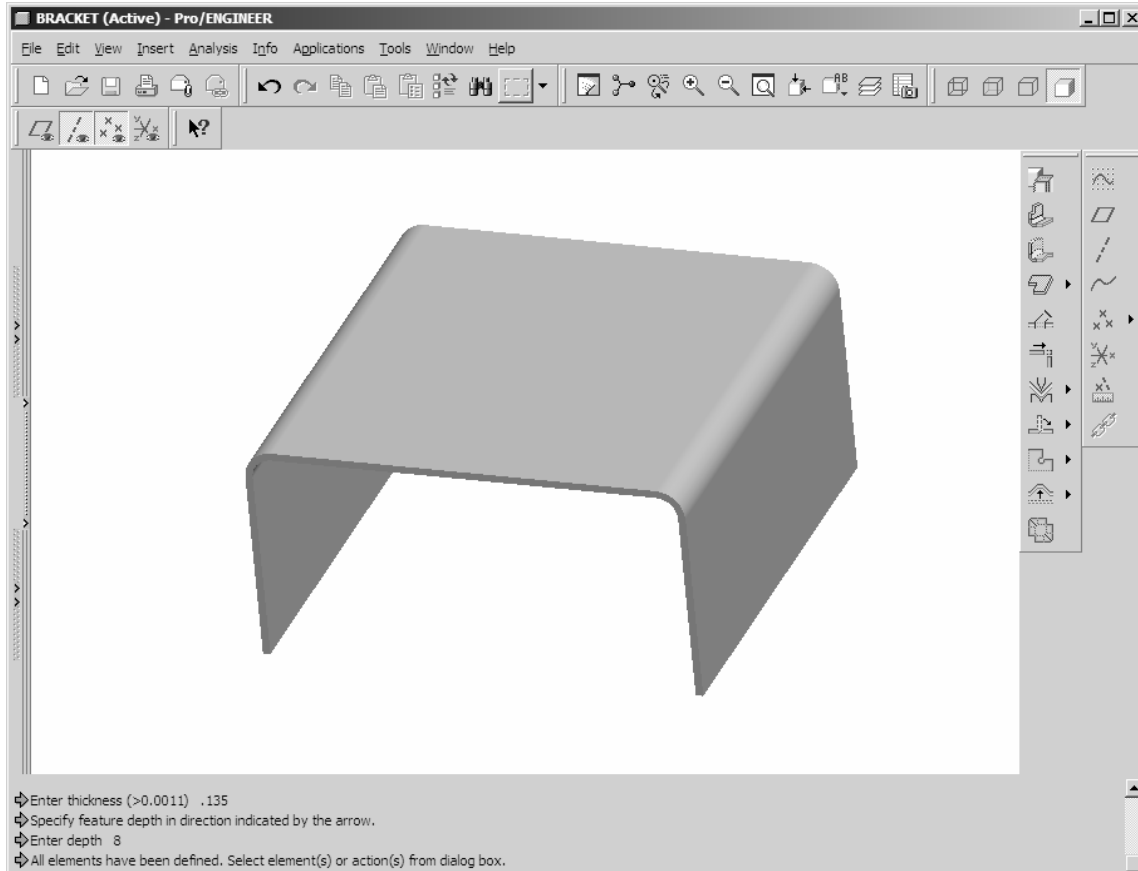 BRACKET (Active) - Pro/ENGINEER
File Edit View Insert Analysis Info Applications Tools Window Help
AB
?
Enter thickness (>0.0011) .135
Specify feature depth in direction indicated by the arrow.
Enter depth 8
All elements have been defined. Select element(s) or action(s) from dialog box.